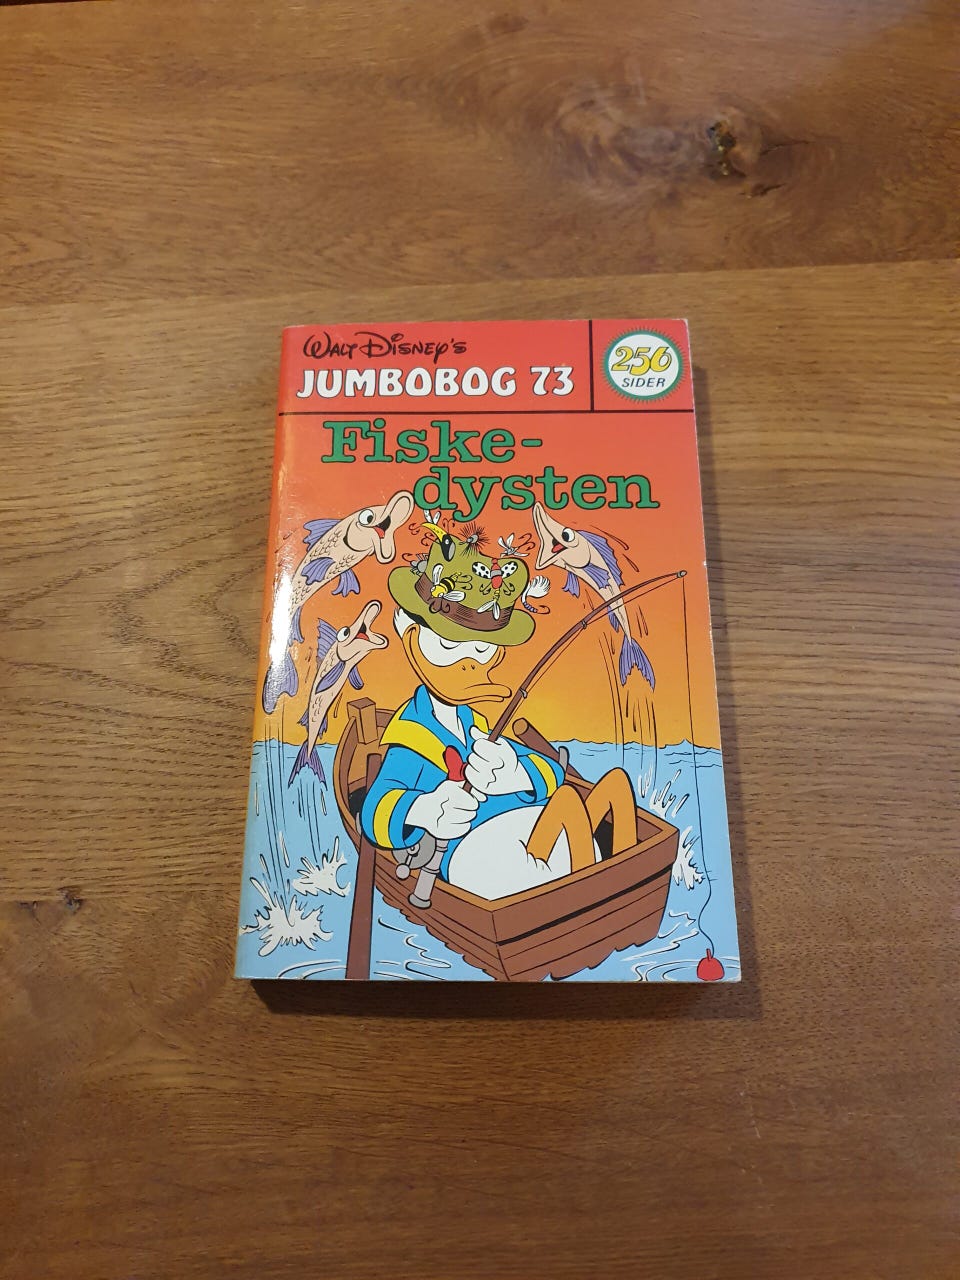 Walt Disney's
JUMBOBOG 73
256
SIDER
Fiske-
dysten